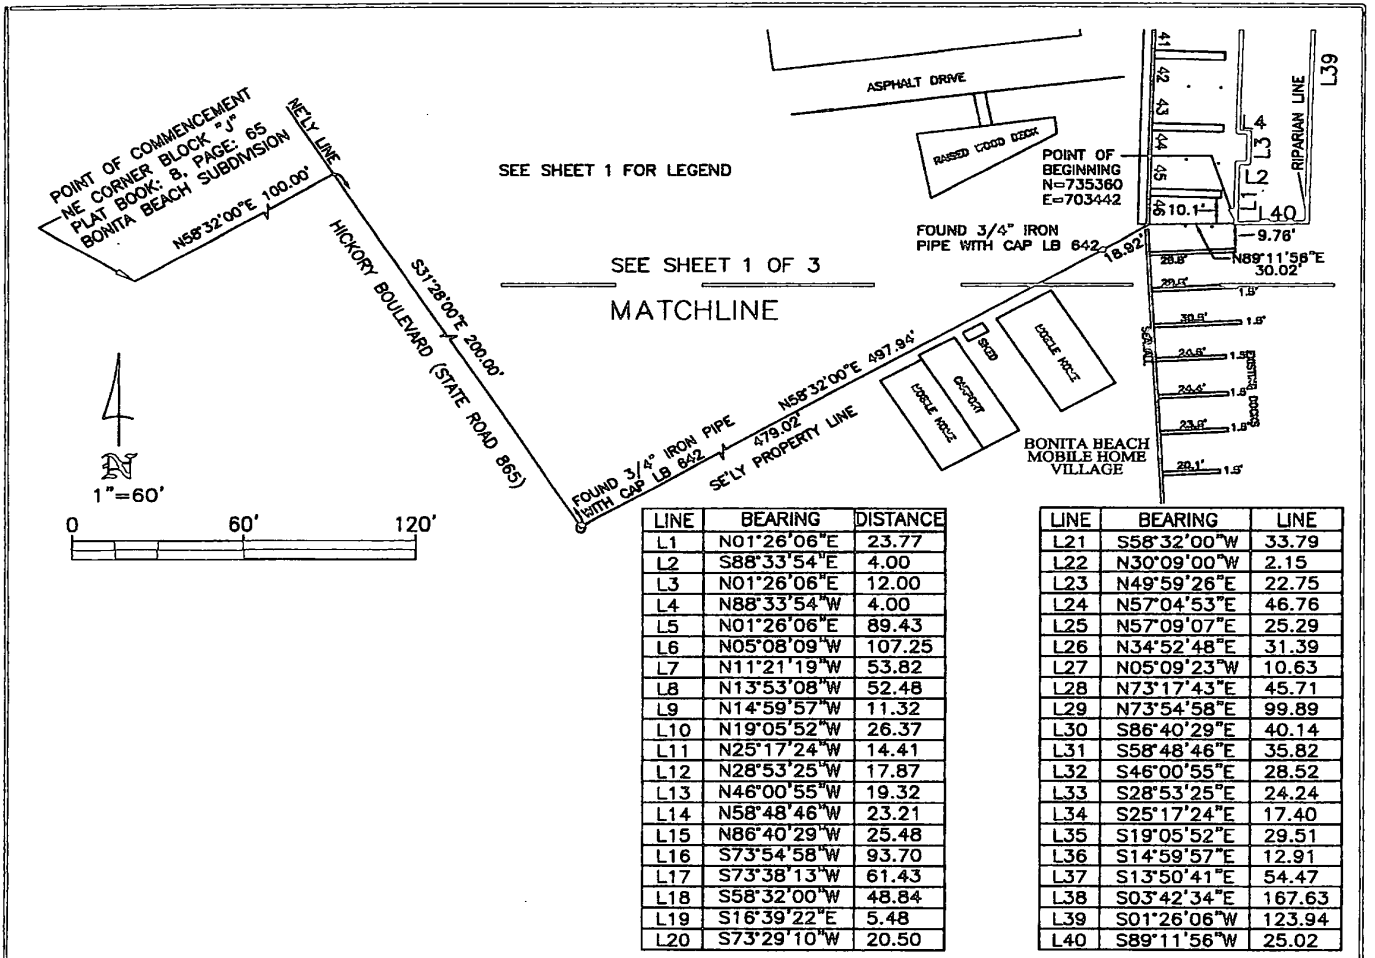 POINT OF COMMENCEMENT
NE CORNER BLOCK "J"
PLAT BOOK: 8, PAGE: 65
BONITA BEACH SUBDIVISION
N58°32'00"E 100.00'
NE'LY LINE
HICKORY BOULEVARD (STATE ROAD 865)
S31°28'00"E 200.00'
SEE SHEET 1 FOR LEGEND
ASPHALT DRIVE
RAISED WOOD DECK
POINT OF
BEGINNING
N=735360
E=703442
FOUND 3/4" IRON
PIPE WITH CAP LB 642
18.92'
41
42
43
44
45
46
10.1'
L4
L3
L2
L1
L40
RIPARIAN LINE
L39
9.76'
N89°11'56"E
30.02'
SEE SHEET 1 OF 3
MATCHLINE
N58°32'00"E 497.94'
479.02'
SE'LY PROPERTY LINE
FOUND 3/4" IRON PIPE
WITH CAP LB 642
MOBILE HOME
CARPORT
SHED
MOBILE HOME
BONITA BEACH
MOBILE HOME
VILLAGE
SEAWALL
EXISTING DOCKS
1.5'
24.4'
20.1'
N
1"=60'
0 60' 120'
LINE BEARING DISTANCE
L1 N01°26'06"E 23.77
L2 S88°33'54"E 4.00
L3 N01°26'06"E 12.00
L4 N88°33'54"W 4.00
L5 N01°26'06"E 89.43
L6 N05°08'09"W 107.25
L7 N11°21'19"W 53.82
L8 N13°53'08"W 52.48
L9 N14°59'57"W 11.32
L10 N19°05'52"W 26.37
L11 N25°17'24"W 14.41
L12 N28°53'25"W 17.87
L13 N46°00'55"W 19.32
L14 N58°48'46"W 23.21
L15 N86°40'29"W 25.48
L16 S73°54'58"W 93.70
L17 S73°38'13"W 61.43
L18 S58°32'00"W 48.84
L19 S16°39'22"E 5.48
L20 S73°29'10"W 20.50
LINE BEARING LINE
L21 S58°32'00"W 33.79
L22 N30°09'00"W 2.15
L23 N49°59'26"E 22.75
L24 N57°04'53"E 46.76
L25 N57°09'07"E 25.29
L26 N34°52'48"E 31.39
L27 N05°09'23"W 10.63
L28 N73°17'43"E 45.71
L29 N73°54'58"E 99.89
L30 S86°40'29"E 40.14
L31 S58°48'46"E 35.82
L32 S46°00'55"E 28.52
L33 S28°53'25"E 24.24
L34 S25°17'24"E 17.40
L35 S19°05'52"E 29.51
L36 S14°59'57"E 12.91
L37 S13°50'41"E 54.47
L38 S03°42'34"E 167.63
L39 S01°26'06"W 123.94
L40 S89°11'56"W 25.02